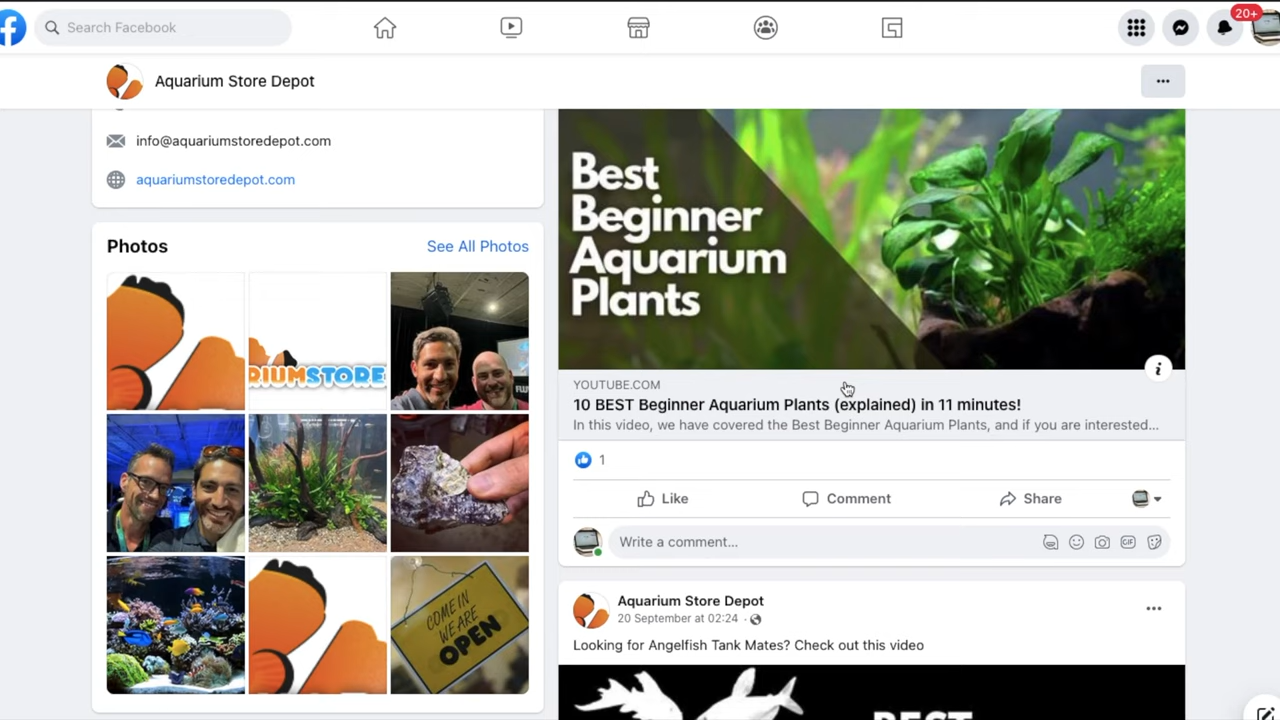 Search Facebook
20+
Aquarium Store Depot
info@aquariumstoredepot.com
aquariumstoredepot.com
Photos
See All Photos
RIUMSTORE
COME IN
WE ARE
OPEN
Best
Beginner
Aquarium
Plants
YOUTUBE.COM
10 BEST Beginner Aquarium Plants (explained) in 11 minutes!
In this video, we have covered the Best Beginner Aquarium Plants, and if you are interested...
1
Like
Comment
Share
Write a comment...
GIF
Aquarium Store Depot
20 September at 02:24
Looking for Angelfish Tank Mates? Check out this video
BEST